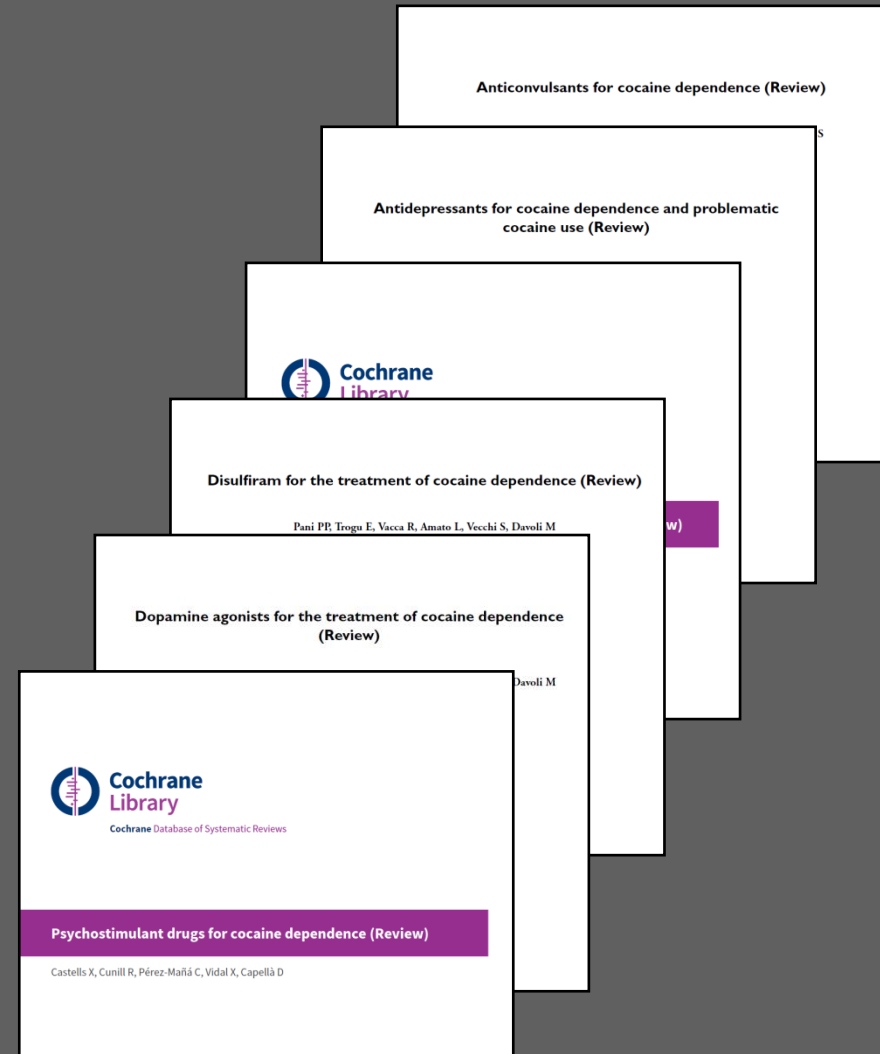 Anticonvulsants for cocaine dependence (Review)
s
Antidepressants for cocaine dependence and problematic
cocaine use (Review)
Cochrane
Library
w)
Disulfiram for the treatment of cocaine dependence (Review)
Pani PP, Trogu E, Vacca R, Amato L, Vecchi S, Davoli M
Dopamine agonists for the treatment of cocaine dependence
(Review)
Davoli M
Cochrane
Library
Cochrane Database of Systematic Reviews
Psychostimulant drugs for cocaine dependence (Review)
Castells X, Cunill R, Pérez-Mañá C, Vidal X, Capellà D